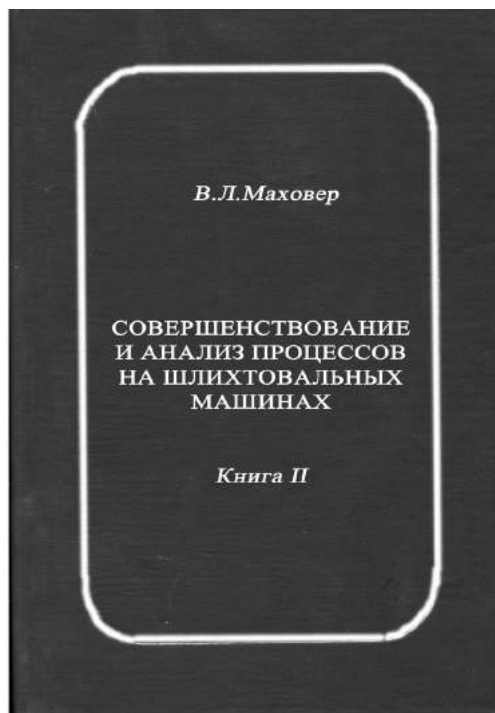 В.Л.Маховер
СОВЕРШЕНСТВОВАНИЕ
И АНАЛИЗ ПРОЦЕССОВ
НА ШЛИХТОВАЛЬНЫХ
МАШИНАХ
Книга II